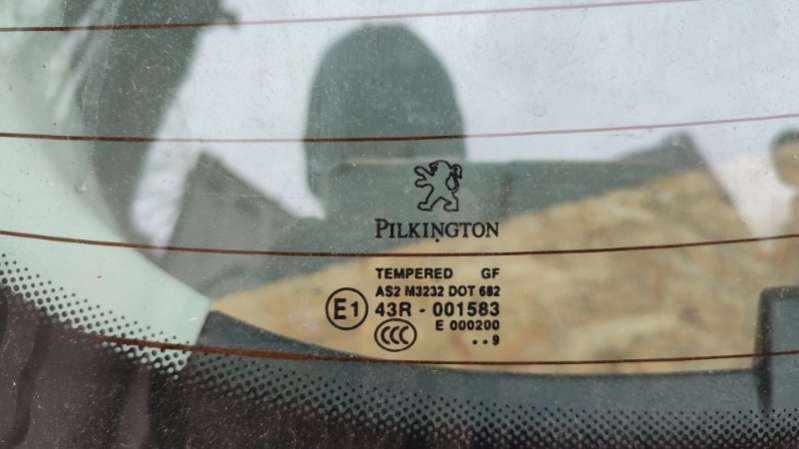 PILKINGTON
TEMPERED GF
AS2 M3232 DOT 682
E1 43R - 001583
E 000200
CCC ..9